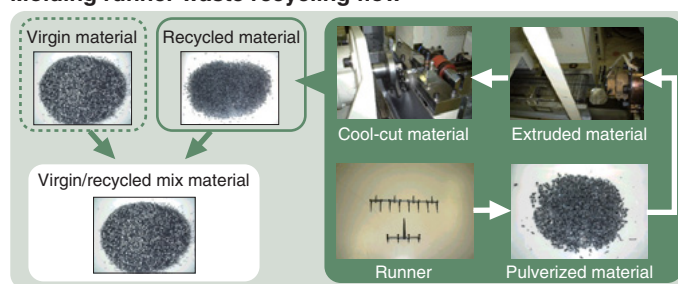 Molding runner waste recycling flow
Virgin material
Recycled material
Virgin/recycled mix material
Cool-cut material
Extruded material
Runner
Pulverized material